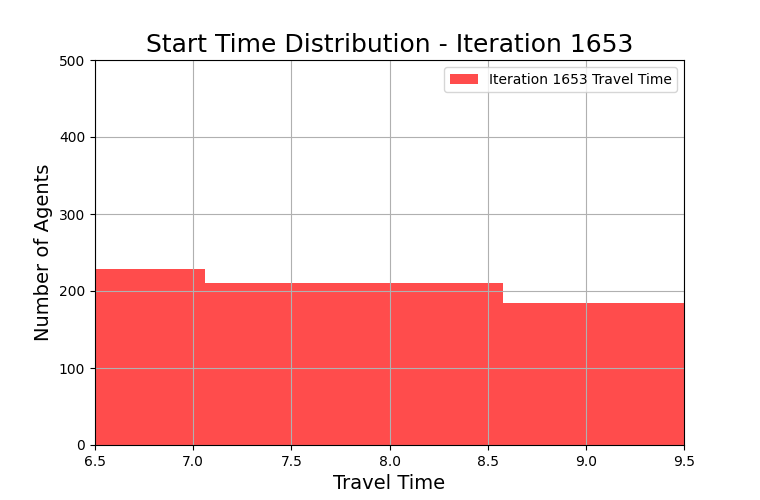 Start Time Distribution - Iteration 1653
Iteration 1653 Travel Time
Number of Agents
500
400
300
200
100
0
6.5 7.0 7.5 8.0 8.5 9.0 9.5
Travel Time